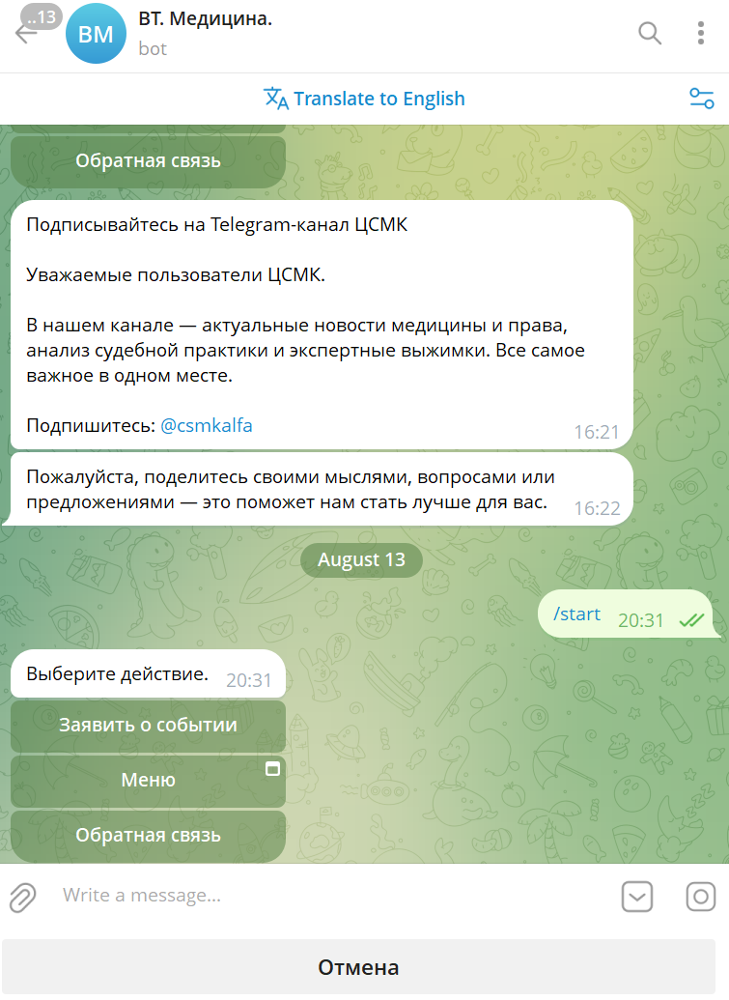 ..13
BM
ВТ. Медицина.
bot
Translate to English
Обратная связь
Подписывайтесь на Telegram-канал ЦСМК
Уважаемые пользователи ЦСМК.
В нашем канале — актуальные новости медицины и права,
анализ судебной практики и экспертные выжимки. Все самое
важное в одном месте.
Подпишитесь: @csmkalfa
16:21
Пожалуйста, поделитесь своими мыслями, вопросами или
предложениями — это поможет нам стать лучше для вас.
16:22
August 13
/start 20:31
Выберите действие. 20:31
Заявить о событии
Меню
Обратная связь
Write a message...
Отмена